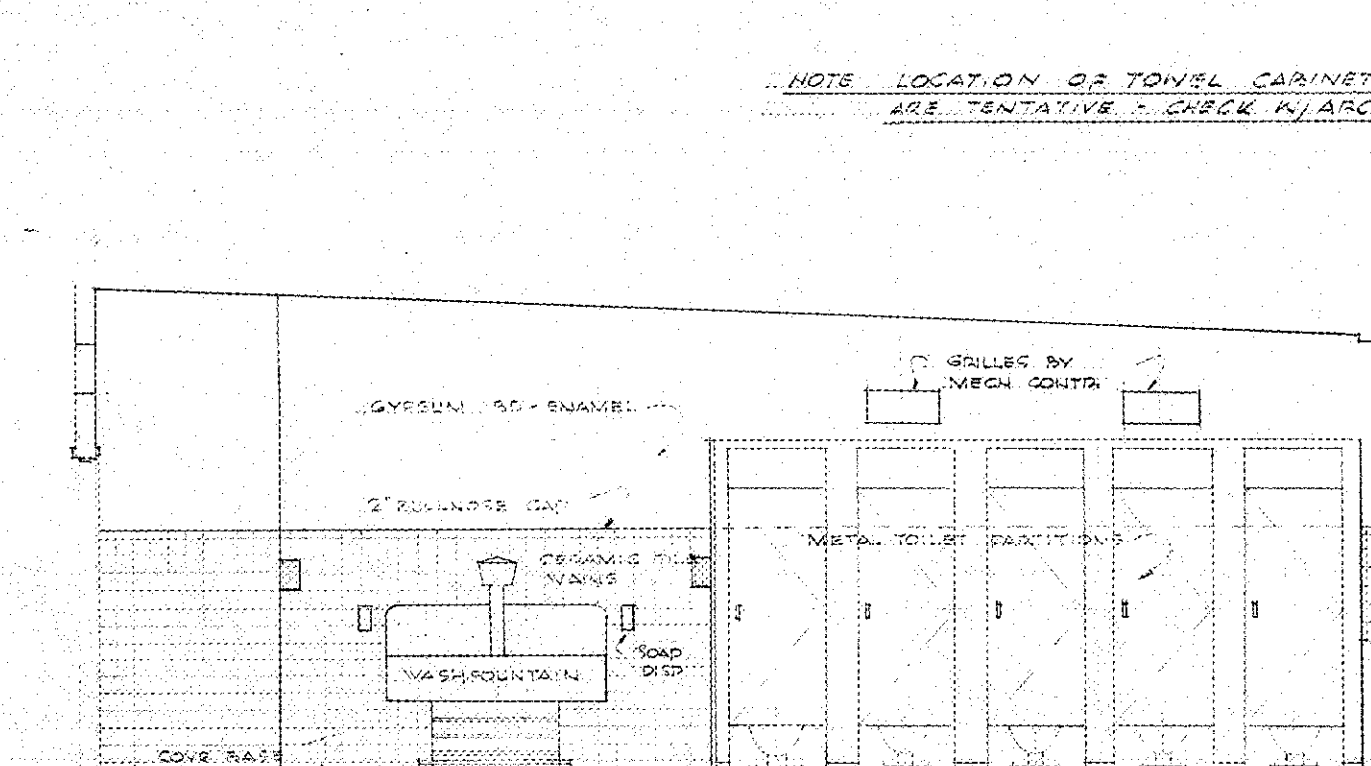 NOTE LOCATION OF TOWEL CABINET
ARE TENTATIVE - CHECK W/ ARC
GRILLES BY
MECH CONTR.
GYPSUM BD - ENAMEL
2" BULLNOSE CAP
METAL TOILET PARTITIONS
CERAMIC TILE
WAINS
SOAP
DISP
WASH FOUNTAIN
COVE BASE